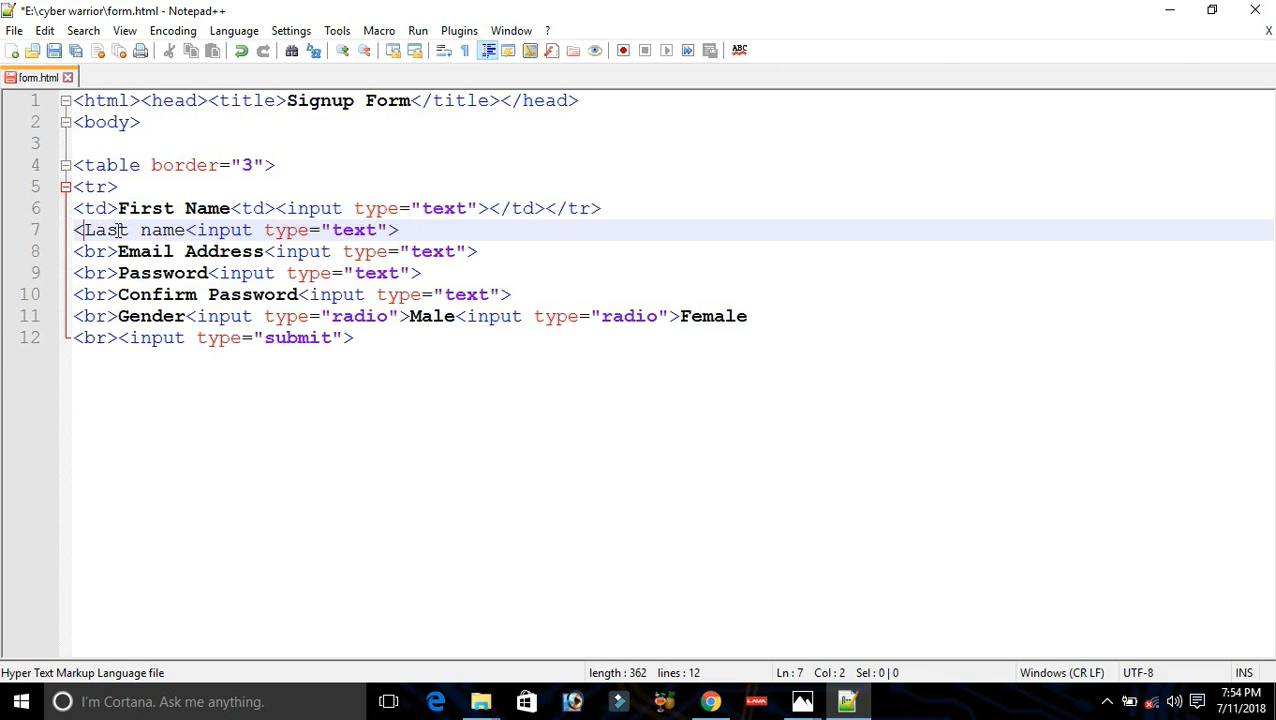 *E:\cyber warrior\form.html - Notepad++
File Edit Search View Encoding Language Settings Tools Macro Run Plugins Window ? X
ABC
form.html
1 <html><head><title>Signup Form</title></head>
2 <body>
3
4 <table border="3">
5 <tr>
6 <td>First Name<td><input type="text"></td></tr>
7 <Last name<input type="text">
8 <br>Email Address<input type="text">
9 <br>Password<input type="text">
10 <br>Confirm Password<input type="text">
11 <br>Gender<input type="radio">Male<input type="radio">Female
12 <br><input type="submit">
Hyper Text Markup Language file length : 362 lines : 12 Ln : 7 Col : 2 Sel : 0 | 0 Windows (CR LF) UTF-8 INS
I'm Cortana. Ask me anything. LAVA 7:54 PM
7/11/2018